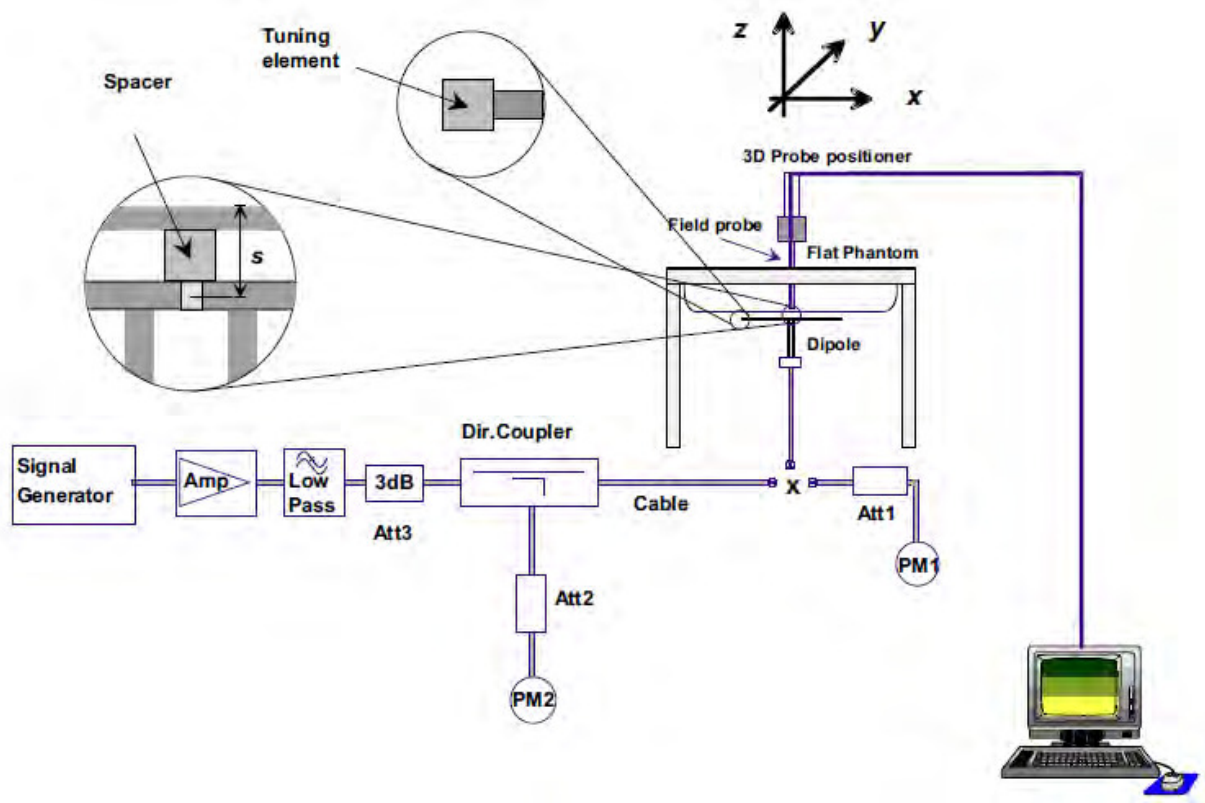 Tuning
element
Spacer
s
z
y
x
3D Probe positioner
Field probe
Flat Phantom
Dipole
Dir.Coupler
Signal
Generator
Amp
Low
Pass
3dB
Att3
Cable
x
Att1
PM1
Att2
PM2